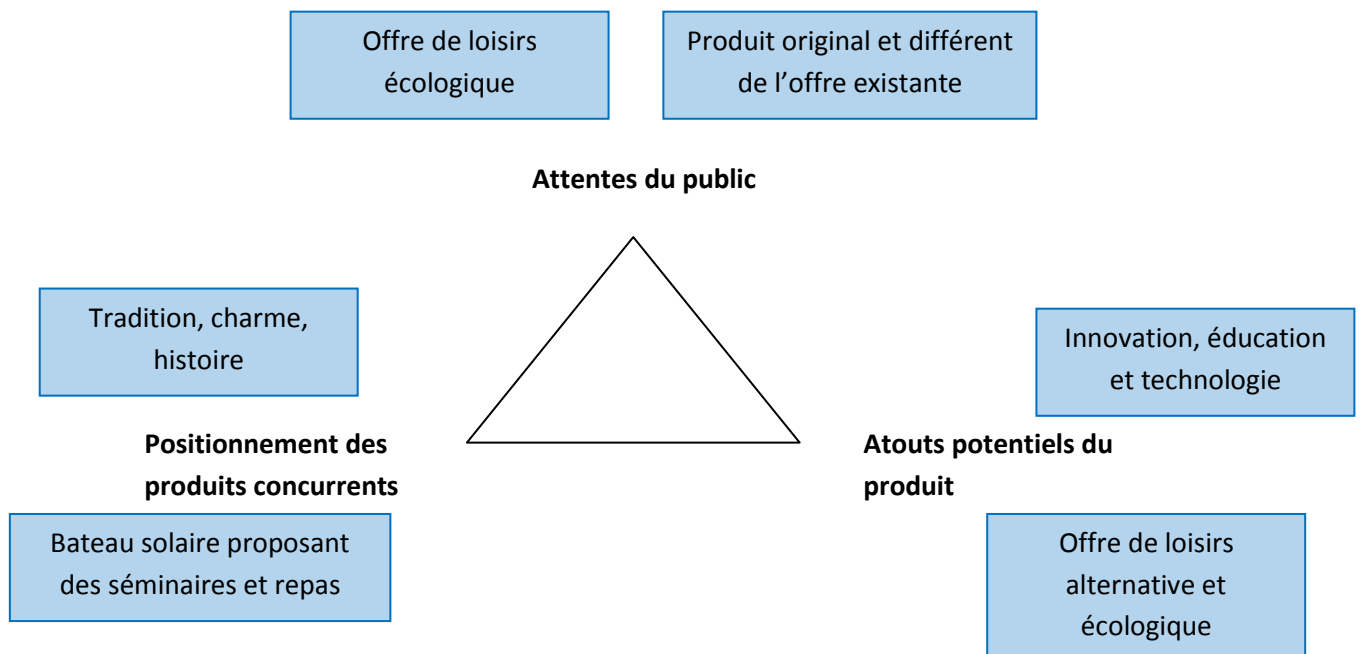 Offre de loisirs
écologique
Produit original et différent
de l’offre existante
Attentes du public
Tradition, charme,
histoire
Innovation, éducation
et technologie
Positionnement des
produits concurrents
Atouts potentiels du
produit
Bateau solaire proposant
des séminaires et repas
Offre de loisirs
alternative et
écologique